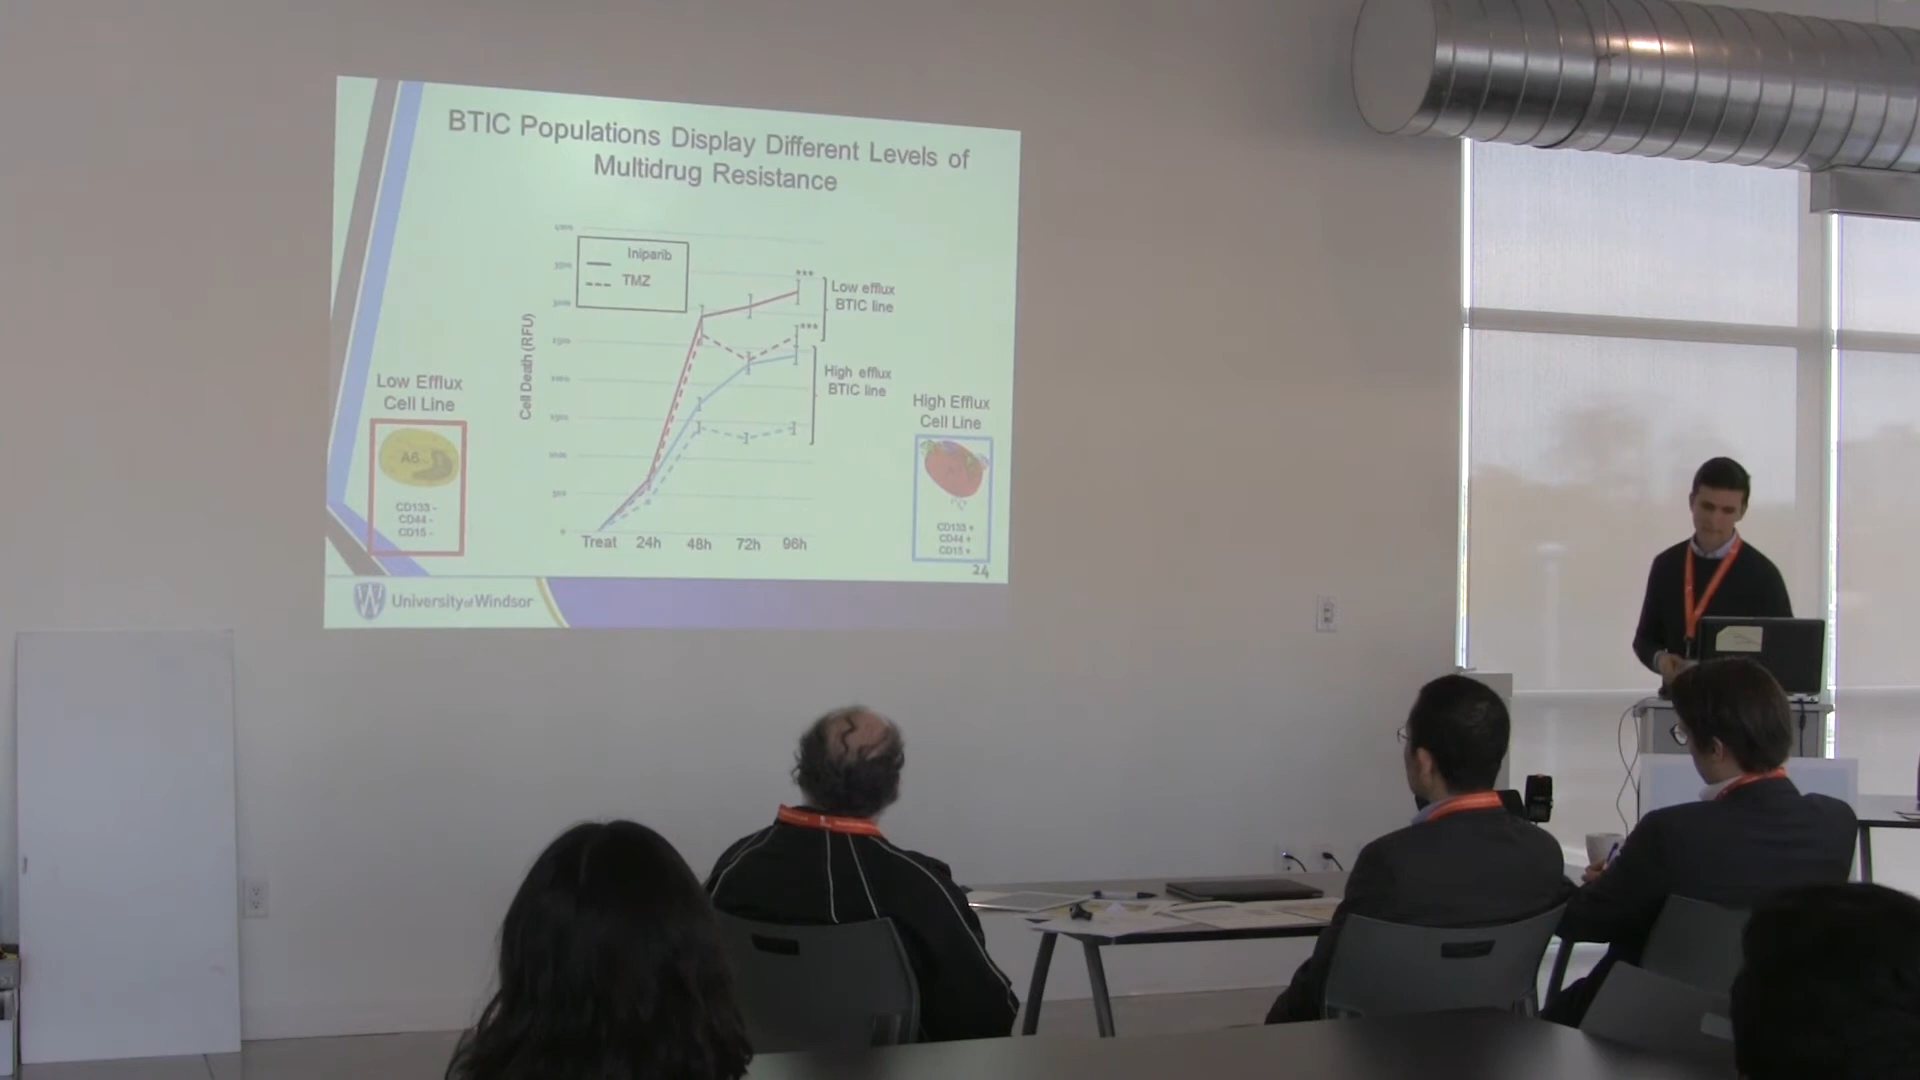 BTIC Populations Display Different Levels of
Multidrug Resistance
Iniparib
TMZ
***
Low efflux
BTIC line
***
High efflux
BTIC line
Cell Death (RFU)
Low Efflux
Cell Line
A6
CD133 -
CD44 -
CD15 -
High Efflux
Cell Line
CD133 +
CD44 +
CD15 +
0
Treat 24h 48h 72h 96h
24
University of Windsor